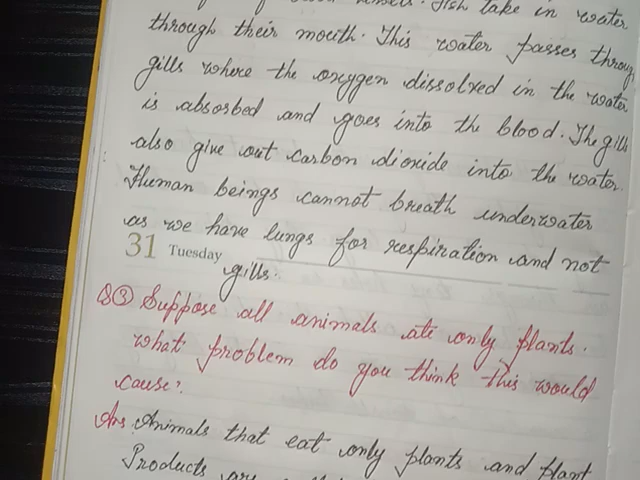 Fish take in water
through their mouth. This water passes throug
gills where the oxygen dissolved in the water
is absorbed and goes into the blood. The gills
also give out carbon dioxide into the water.
Human beings cannot breath underwater
as we have lungs for respiration and not
31 Tuesday
gills.
Q③ Suppose all animals ate only plants.
what problem do you think this would
cause?
Ans Animals that eat only plants and plant
Products are